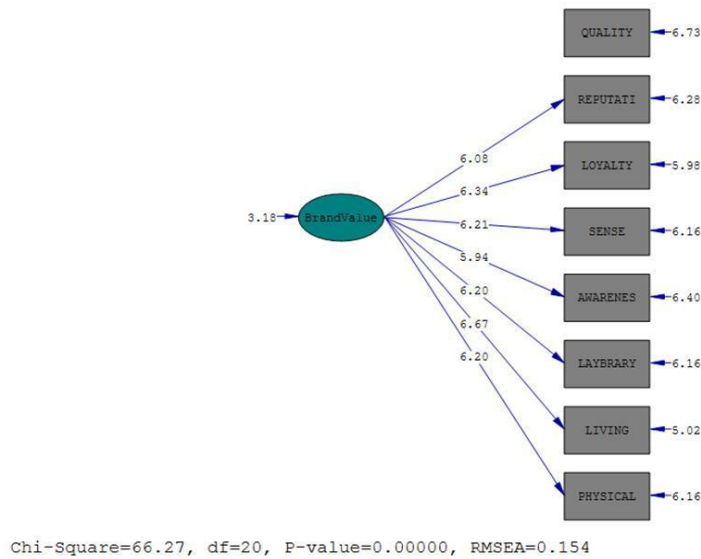 QUALITY 6.73
REPUTATI 6.28
6.08
LOYALTY 5.98
6.34
3.18 BrandValue 6.21 SENSE 6.16
5.94
AWARENES 6.40
6.20
6.67
LAYBRARY 6.16
6.20
LIVING 5.02
PHYSICAL 6.16
Chi-Square=66.27, df=20, P-value=0.00000, RMSEA=0.154